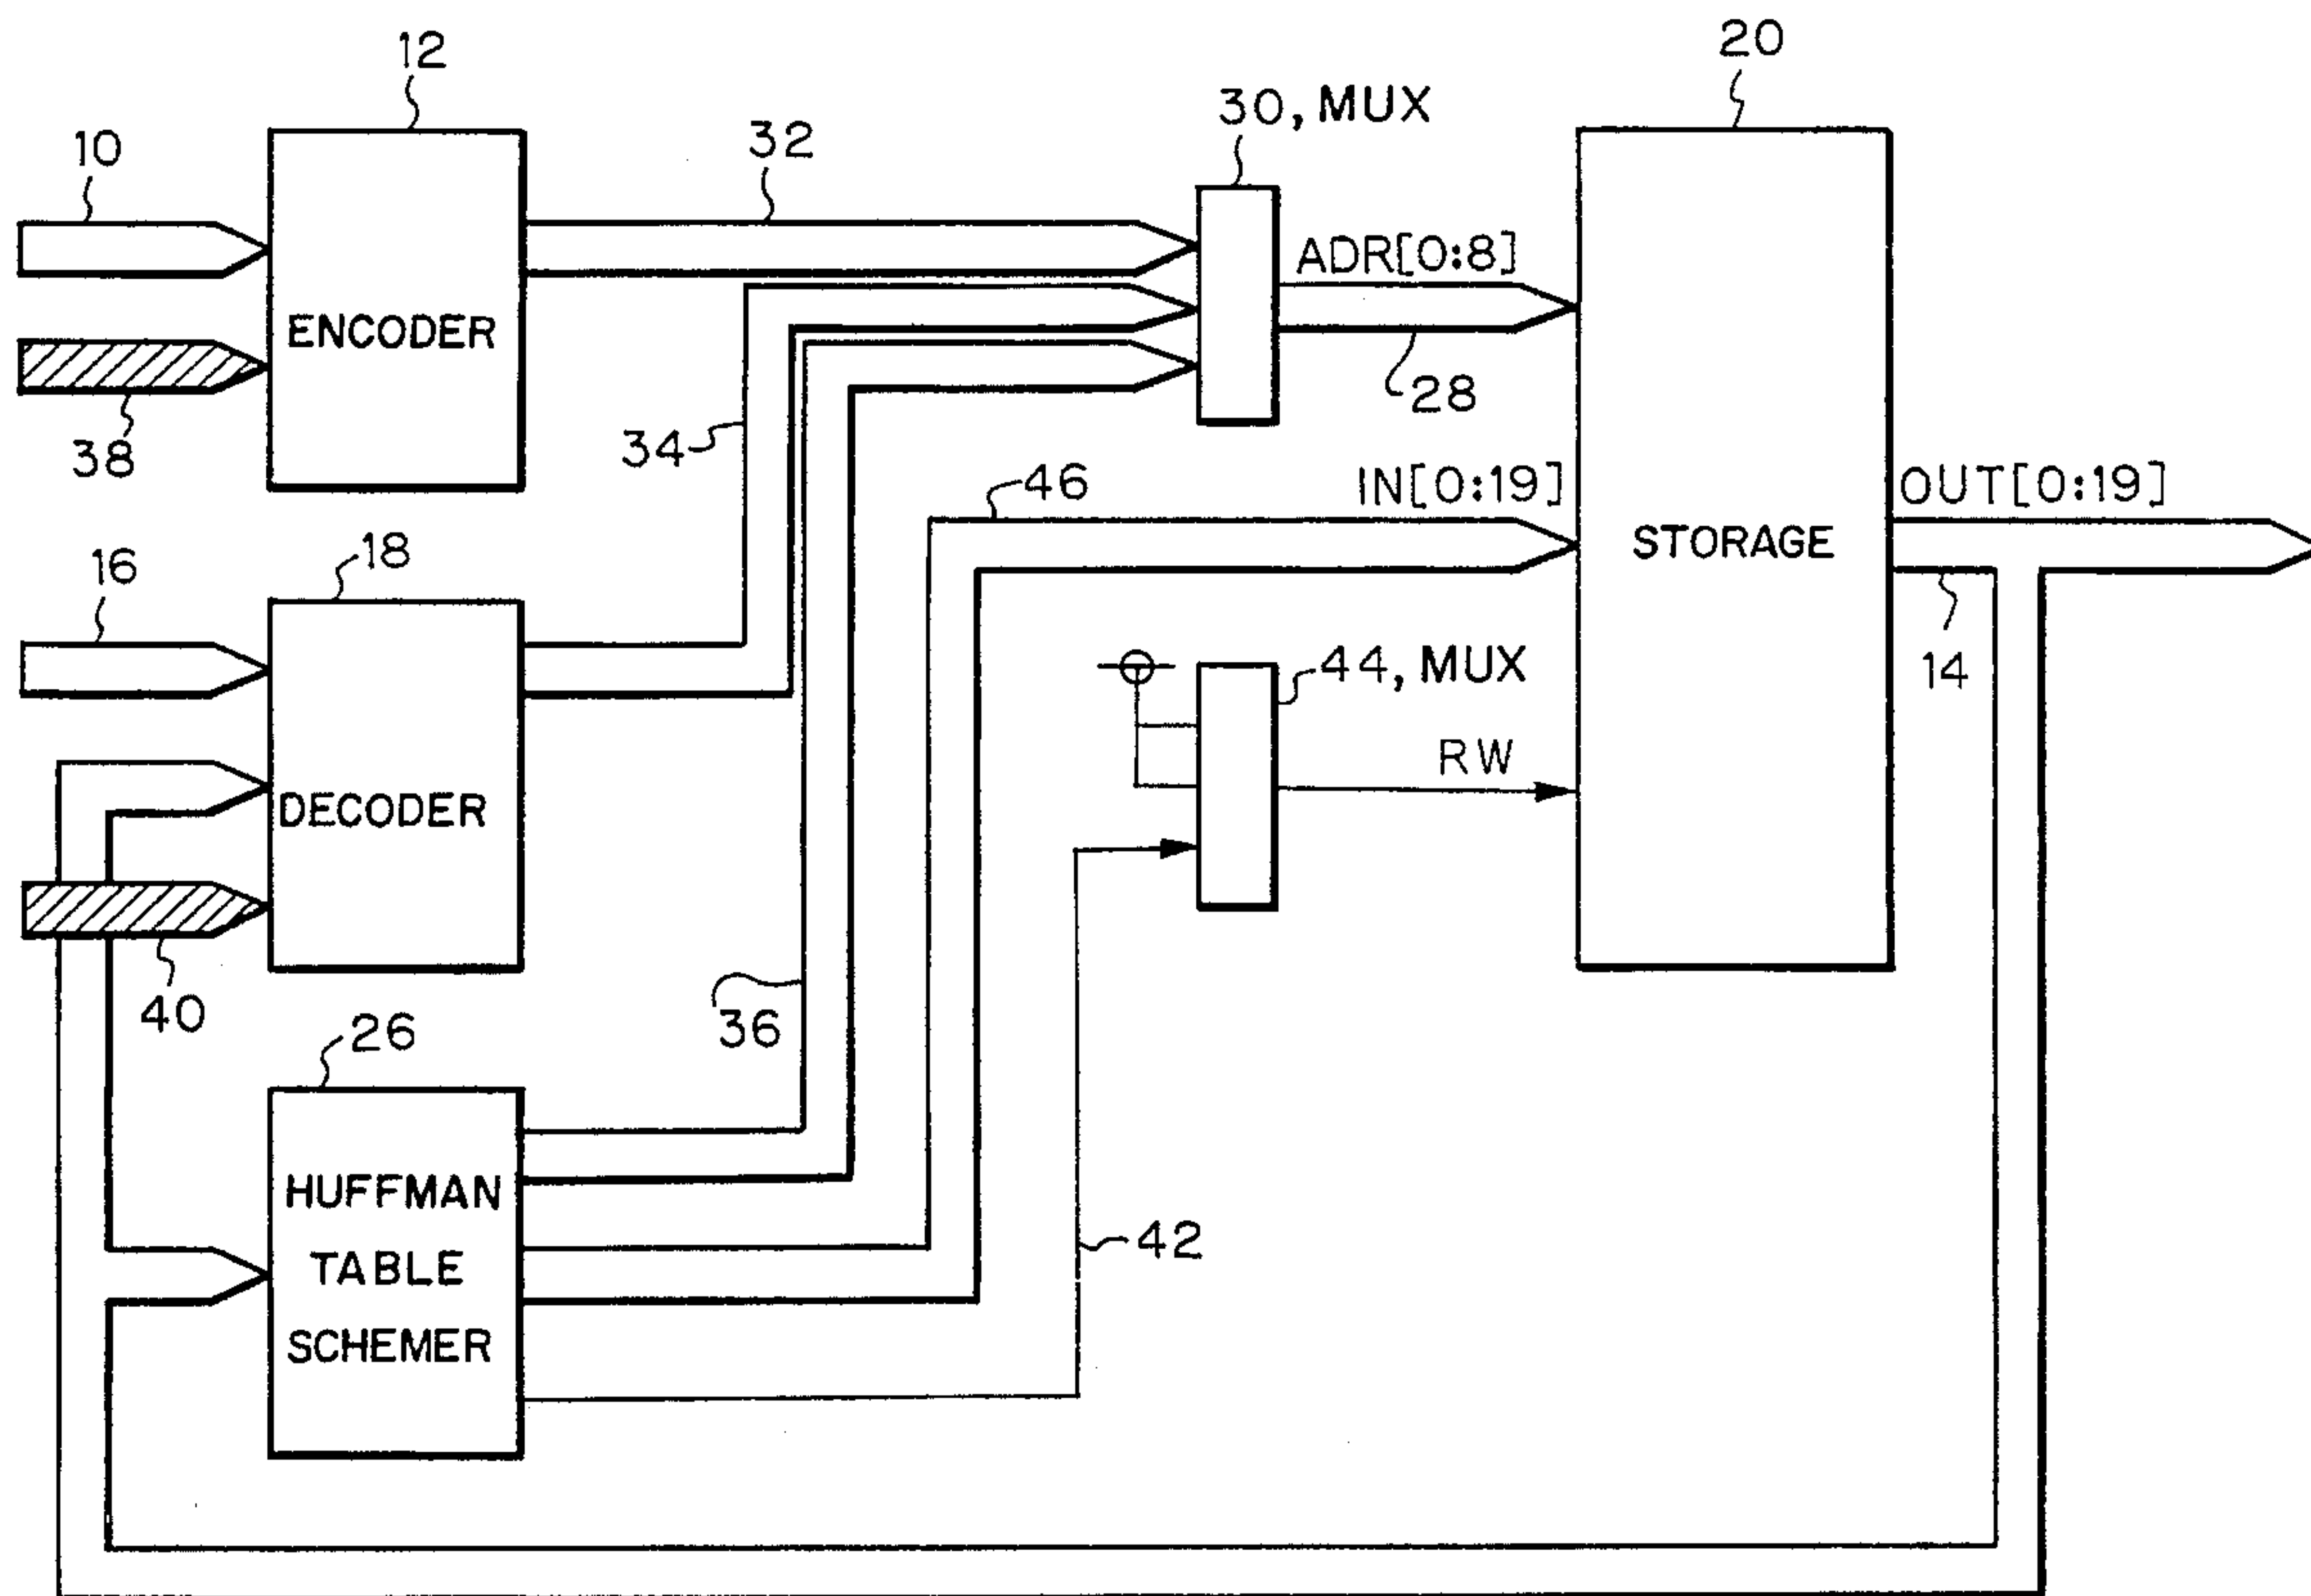 12
20
30, MUX
10
32
ADR[0:8]
ENCODER
28
38
34
46
IN[0:19]
OUT[0:19]
STORAGE
16
18
44, MUX
14
RW
DECODER
40
36
26
HUFFMAN
TABLE
SCHEMER
42